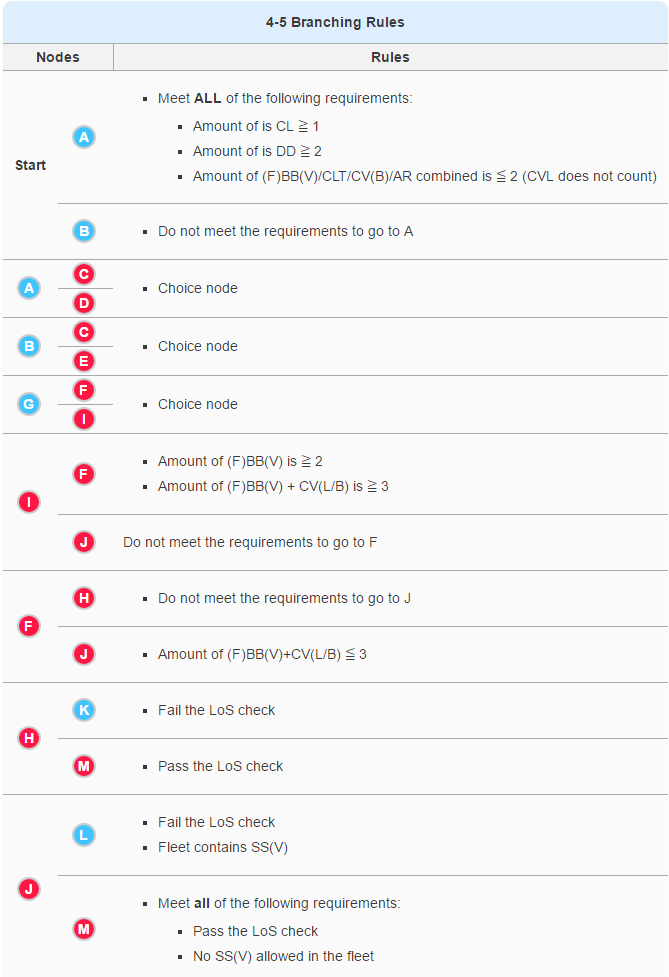 4-5 Branching Rules
Nodes
Rules
Start
A
Meet ALL of the following requirements:
Amount of is CL ≧ 1
Amount of is DD ≧ 2
Amount of (F)BB(V)/CLT/CV(B)/AR combined is ≦ 2 (CVL does not count)
B
Do not meet the requirements to go to A
A
C
D
Choice node
B
C
E
Choice node
G
F
I
Choice node
I
F
Amount of (F)BB(V) is ≧ 2
Amount of (F)BB(V) + CV(L/B) is ≧ 3
J
Do not meet the requirements to go to F
F
H
Do not meet the requirements to go to J
J
Amount of (F)BB(V)+CV(L/B) ≦ 3
H
K
Fail the LoS check
M
Pass the LoS check
J
L
Fail the LoS check
Fleet contains SS(V)
M
Meet all of the following requirements:
Pass the LoS check
No SS(V) allowed in the fleet